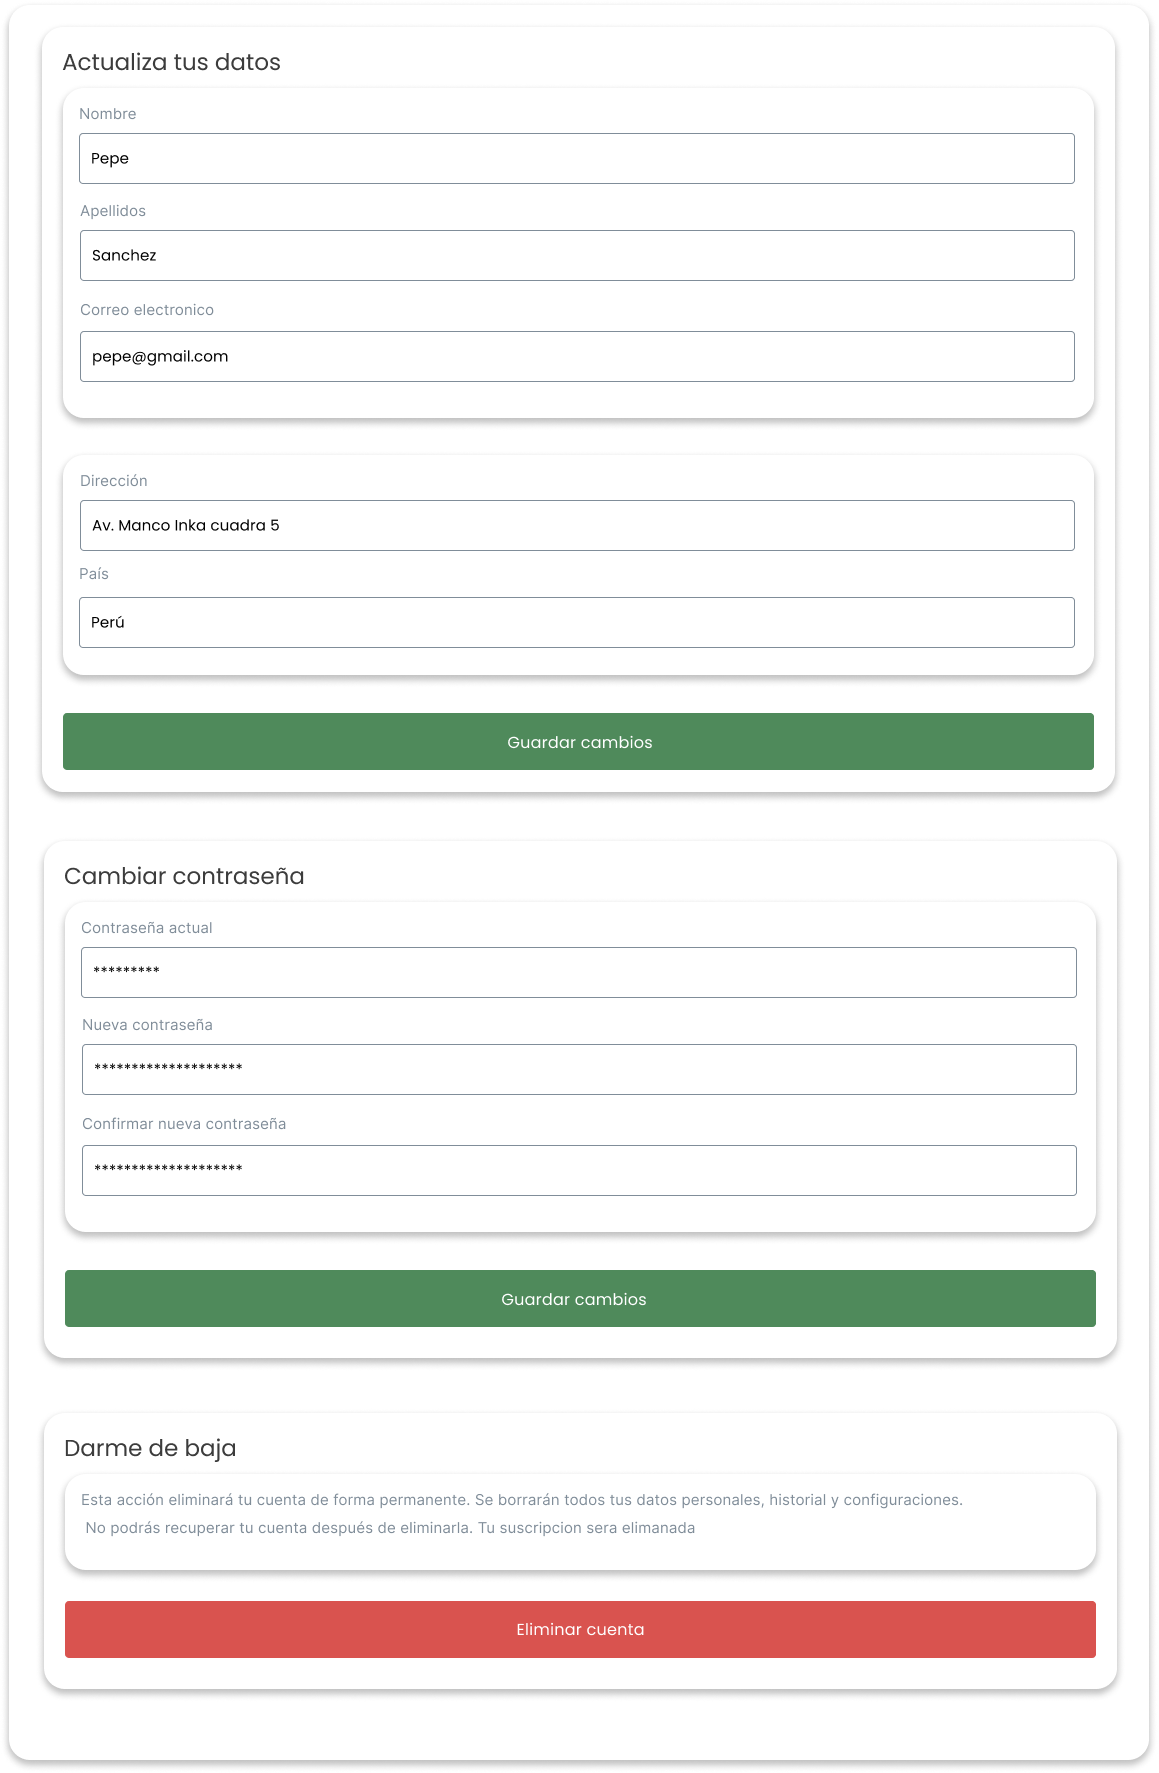 Actualiza tus datos
Nombre
Pepe
Apellidos
Sanchez
Correo electronico
pepe@gmail.com
Dirección
Av. Manco Inka cuadra 5
País
Perú
Guardar cambios
Cambiar contraseña
Contraseña actual
*********
Nueva contraseña
********************
Confirmar nueva contraseña
********************
Guardar cambios
Darme de baja
Esta acción eliminará tu cuenta de forma permanente. Se borrarán todos tus datos personales, historial y configuraciones.
No podrás recuperar tu cuenta después de eliminarla. Tu suscripcion sera elimanada
Eliminar cuenta